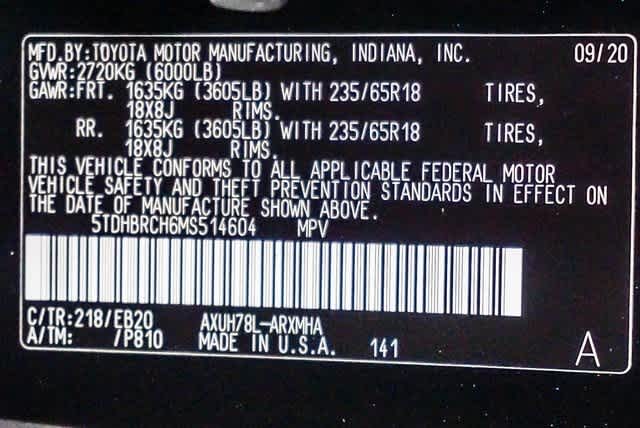 MFD.BY:TOYOTA MOTOR MANUFACTURING, INDIANA, INC. 09/20
GVWR:2720KG (6000LB)
GAWR:FRT. 1635KG (3605LB) WITH 235/65R18 TIRES,
18X8J RIMS.
RR. 1635KG (3605LB) WITH 235/65R18 TIRES,
18X8J RIMS.
THIS VEHICLE CONFORMS TO ALL APPLICABLE FEDERAL MOTOR
VEHICLE SAFETY AND THEFT PREVENTION STANDARDS IN EFFECT ON
THE DATE OF MANUFACTURE SHOWN ABOVE.
5TDHBRCH6MS514604 MPV
C/TR:218/EB20 AXUH78L-ARXMHA
A/TM: /P810 MADE IN U.S.A. 141 A